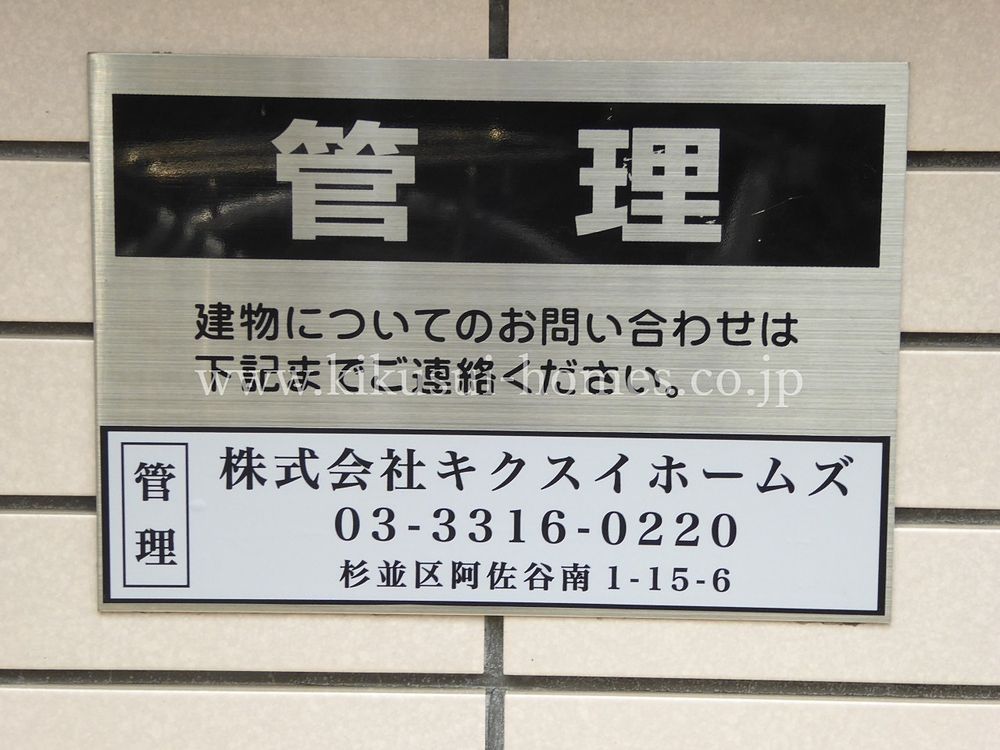 管理
建物についてのお問い合わせは
下記までご連絡ください。
www.kikusui-homes.co.jp
管理
株式会社キクスイホームズ
03-3316-0220
杉並区阿佐谷南1-15-6